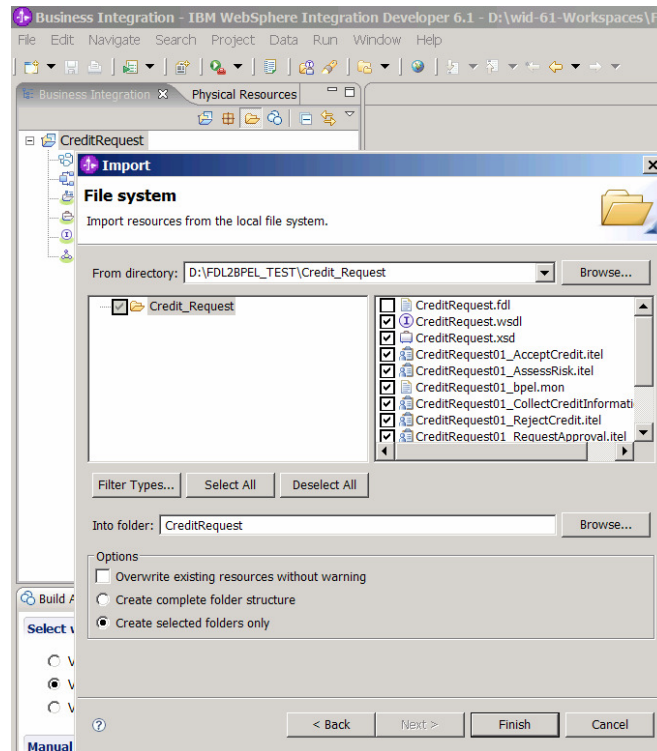 Business Integration - IBM WebSphere Integration Developer 6.1 - D:\wid-61-Workspaces\F
File Edit Navigate Search Project Data Run Window Help
Business Integration Physical Resources
CreditRequest
Import
File system
Import resources from the local file system.
From directory: D:\FDL2BPEL_TEST\Credit_Request Browse...
Credit_Request
CreditRequest.fdl
CreditRequest.wsdl
CreditRequest.xsd
CreditRequest01_AcceptCredit.itel
CreditRequest01_AssessRisk.itel
CreditRequest01_bpel.mon
CreditRequest01_CollectCreditInformati
CreditRequest01_RejectCredit.itel
CreditRequest01_RequestApproval.itel
Filter Types... Select All Deselect All
Into folder: CreditRequest Browse...
Options
Overwrite existing resources without warning
Create complete folder structure
Create selected folders only
Build A
Select v
V
V
V
Manual
< Back Next > Finish Cancel